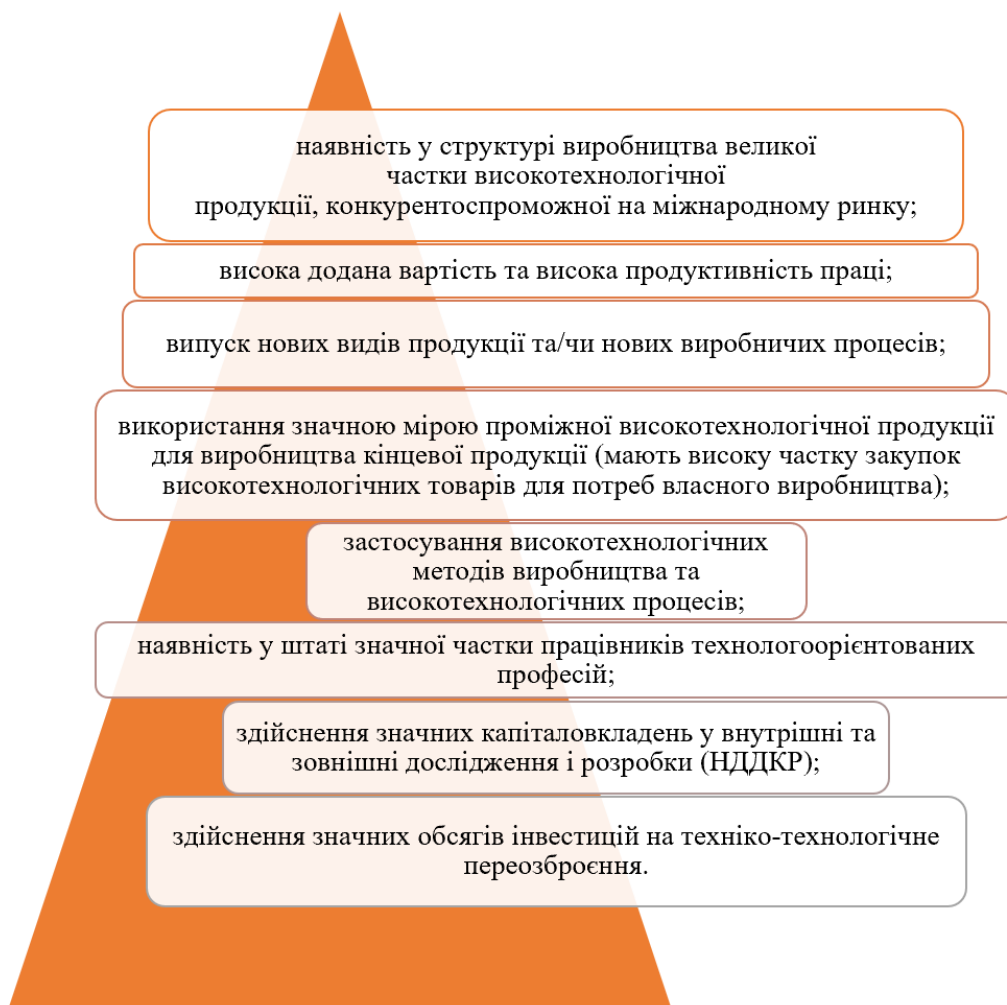 наявність у структурі виробництва великої
частки високотехнологічної
продукції, конкурентоспроможної на міжнародному ринку;
висока додана вартість та висока продуктивність праці;
випуск нових видів продукції та/чи нових виробничих процесів;
використання значною мірою проміжної високотехнологічної продукції
для виробництва кінцевої продукції (мають високу частку закупок
високотехнологічних товарів для потреб власного виробництва);
застосування високотехнологічних
методів виробництва та
високотехнологічних процесів;
наявність у штаті значної частки працівників технологоорієнтованих
професій;
здійснення значних капіталовкладень у внутрішні та
зовнішні дослідження і розробки (НДДКР);
здійснення значних обсягів інвестицій на техніко-технологічне
переозброєння.